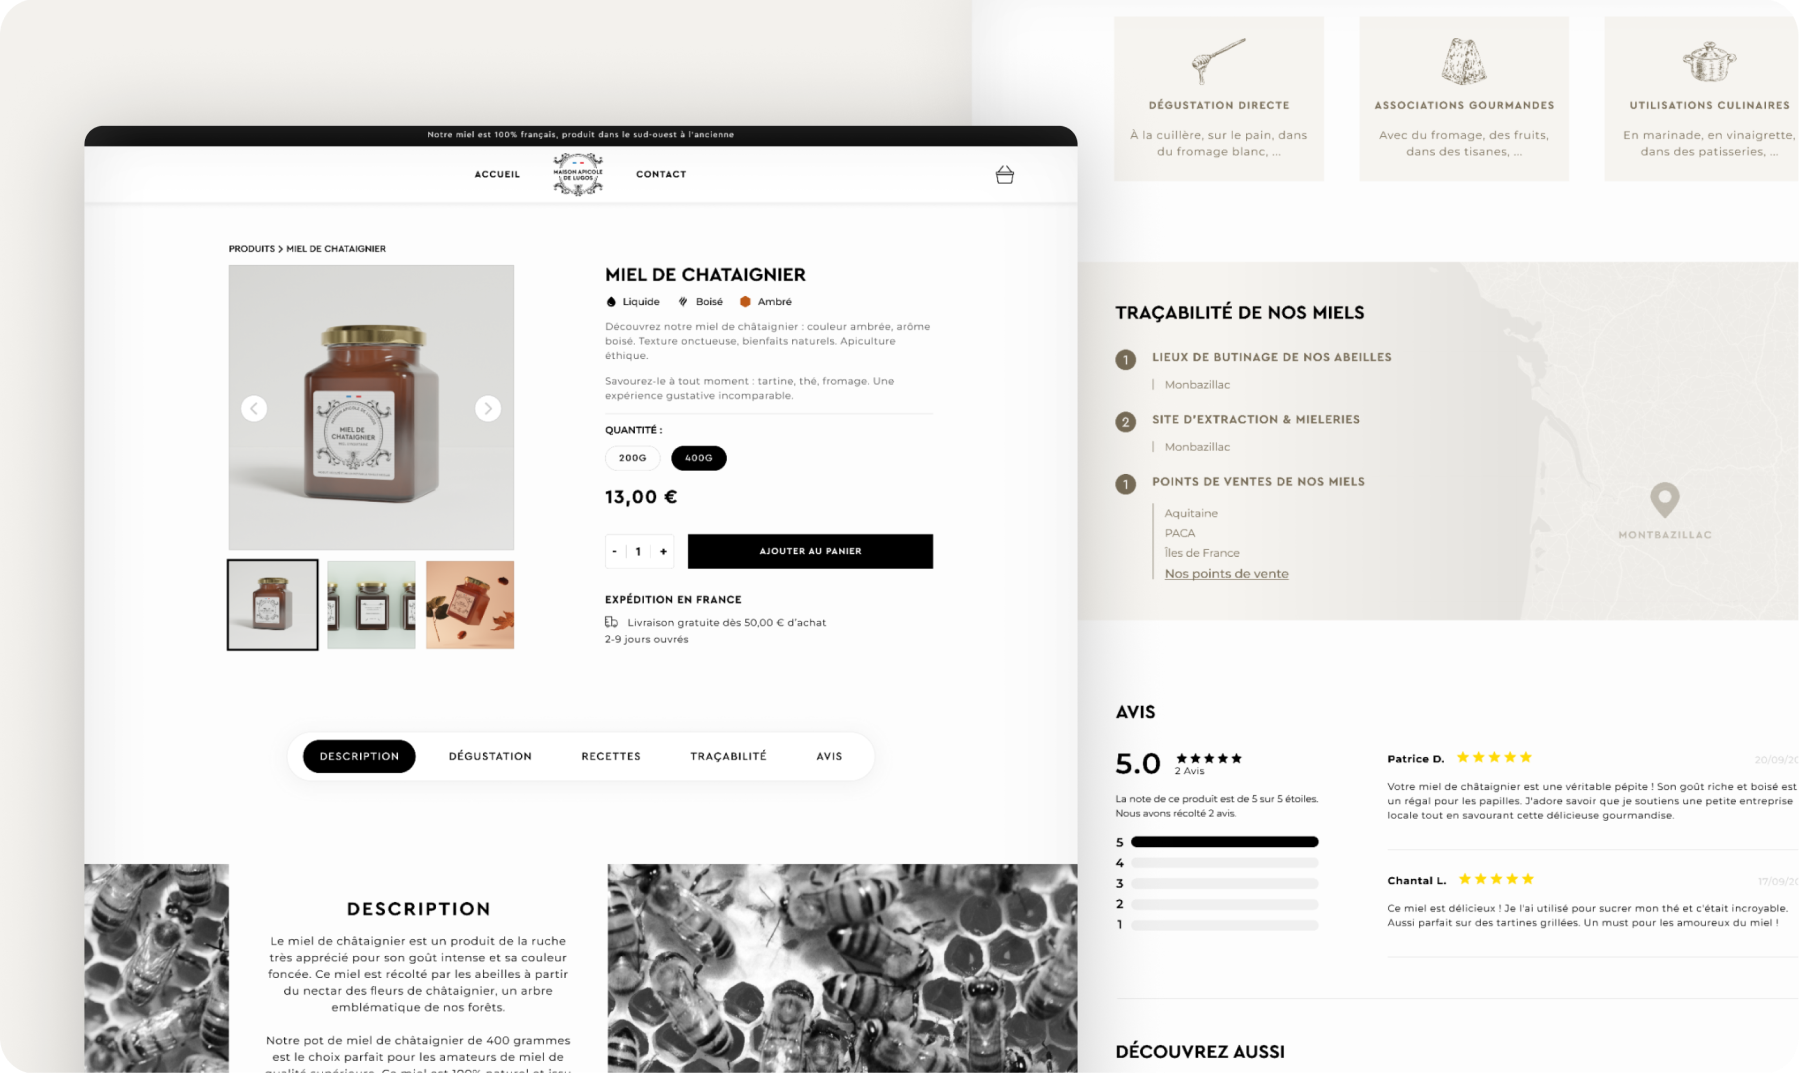 Notre miel est 100% français, produit dans le sud-ouest à l'ancienne
ACCUEIL
MAISON APICOLE
DE LUGOS
CONTACT
PRODUITS > MIEL DE CHATAIGNIER
MAISON APICOLE DE LUGOS
MIEL DE
CHATAIGNIER
MIEL DE CHATAIGNIER
Liquide
Boisé
Ambré
Découvrez notre miel de châtaignier : couleur ambrée, arôme
boisé. Texture onctueuse, bienfaits naturels. Apiculture
éthique.
Savourez-le à tout moment : tartine, thé, fromage. Une
expérience gustative incomparable.
QUANTITÉ :
200G
400G
13,00 €
- 1 +
AJOUTER AU PANIER
EXPÉDITION EN FRANCE
Livraison gratuite dès 50,00 € d'achat
2-9 jours ouvrés
DESCRIPTION
DÉGUSTATION
RECETTES
TRAÇABILITÉ
AVIS
DESCRIPTION
Le miel de châtaignier est un produit de la ruche
très apprécié pour son goût intense et sa couleur
foncée. Ce miel est récolté par les abeilles à partir
du nectar des fleurs de châtaignier, un arbre
emblématique de nos forêts.
Notre pot de miel de châtaignier de 400 grammes
est le choix parfait pour les amateurs de miel de
qualité supérieure. Ce miel est 100% naturel et issu
DÉGUSTATION DIRECTE
À la cuillère, sur le pain, dans
du fromage blanc, ...
ASSOCIATIONS GOURMANDES
Avec du fromage, des fruits,
dans des tisanes, ...
UTILISATIONS CULINAIRES
En marinade, en vinaigrette,
dans des patisseries, ...
TRAÇABILITÉ DE NOS MIELS
1 LIEUX DE BUTINAGE DE NOS ABEILLES
Monbazillac
2 SITE D'EXTRACTION & MIELERIES
Monbazillac
1 POINTS DE VENTES DE NOS MIELS
Aquitaine
PACA
Îles de France
Nos points de vente
MONTBAZILLAC
AVIS
5.0
2 Avis
La note de ce produit est de 5 sur 5 étoiles.
Nous avons récolté 2 avis.
5
4
3
2
1
Patrice D.
20/09/20
Votre miel de châtaignier est une véritable pépite ! Son goût riche et boisé est
un régal pour les papilles. J'adore savoir que je soutiens une petite entreprise
locale tout en savourant cette délicieuse gourmandise.
Chantal L.
17/09/20
Ce miel est délicieux ! Je l'ai utilisé pour sucrer mon thé et c'était incroyable.
Aussi parfait sur des tartines grillées. Un must pour les amoureux du miel !
DÉCOUVREZ AUSSI